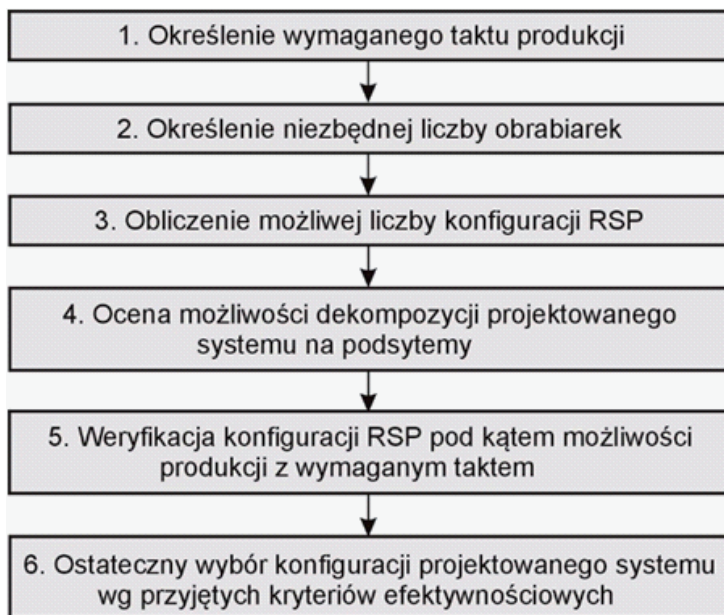 1. Określenie wymaganego taktu produkcji
2. Określenie niezbędnej liczby obrabiarek
3. Obliczenie możliwej liczby konfiguracji RSP
4. Ocena możliwości dekompozycji projektowanego
systemu na podsytemy
5. Weryfikacja konfiguracji RSP pod kątem możliwości
produkcji z wymaganym taktem
6. Ostateczny wybór konfiguracji projektowanego systemu
wg przyjętych kryteriów efektywnościowych